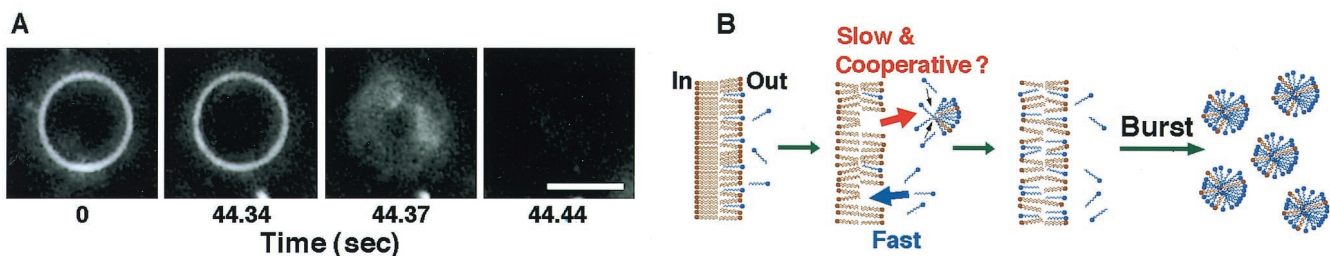 A
0
44.34
44.37
44.44
Time (sec)
B
In
Out
Slow &
Cooperative ?
Fast
Burst